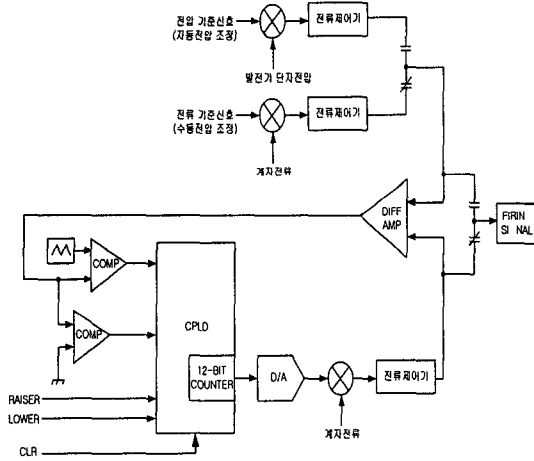 전압 기준신호
(자동전압 조정)
전류제어기
발전기 단자전압
전류 기준신호
(수동전압 조정)
전류제어기
계자전류
DIFF
AMP
FIRIN
SI NAL
COMP
COMP
CPLD
12-BIT
COUNTER
D/A
전류제어기
계자전류
RAISER
LOWER
CLR